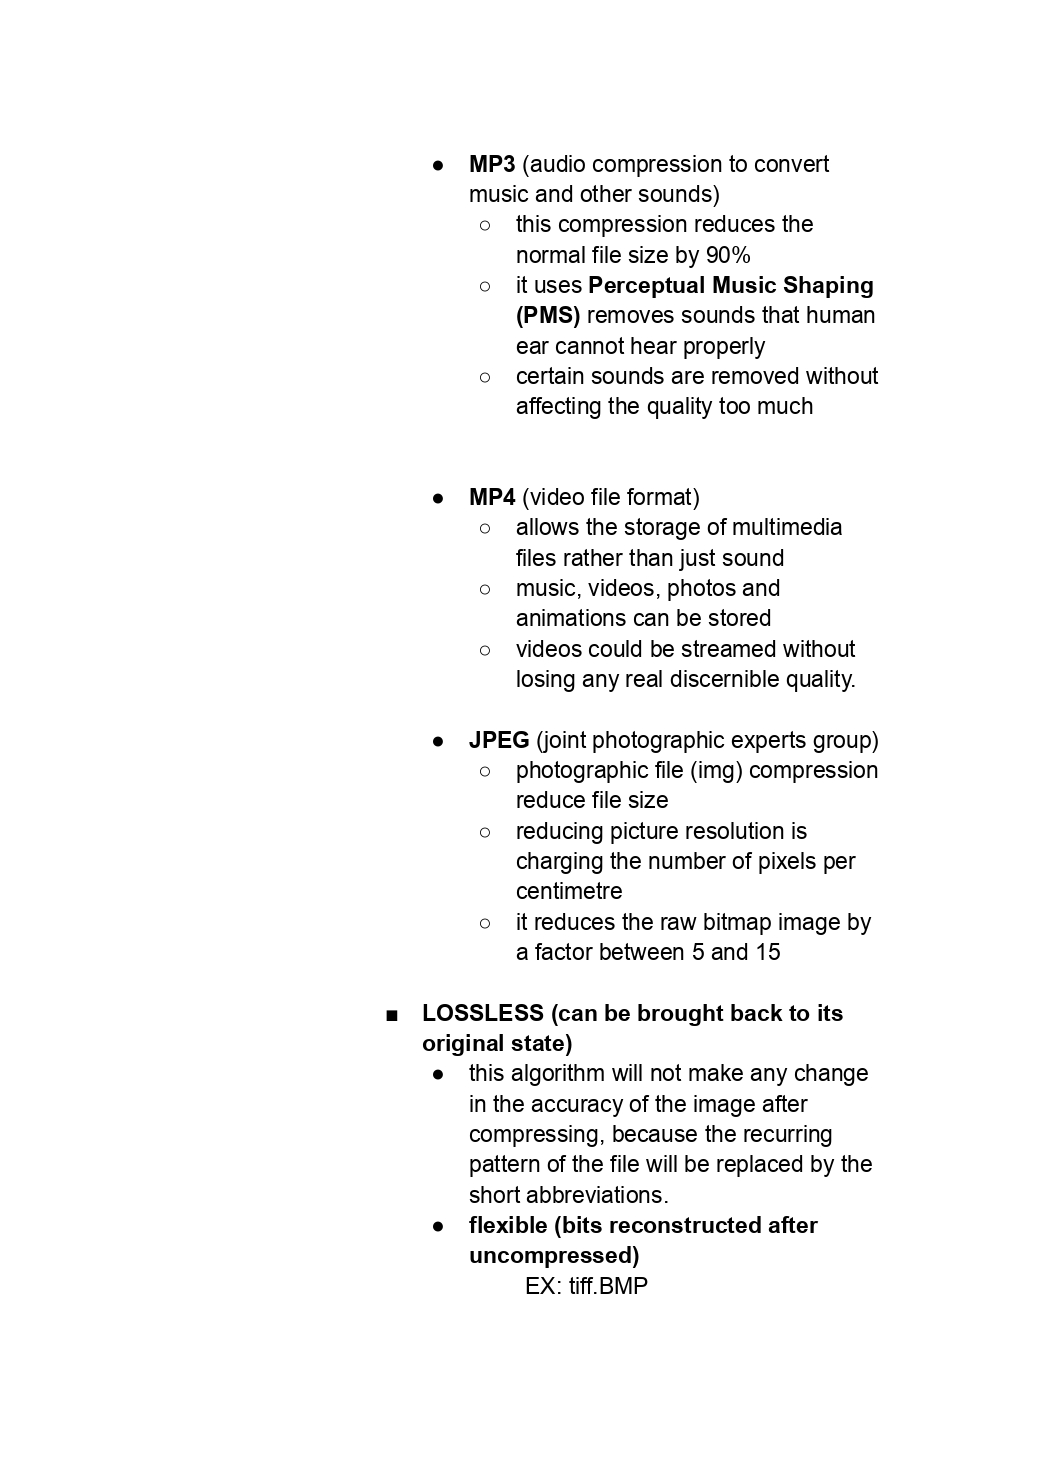 ● MP3 (audio compression to convert
music and other sounds)
○ this compression reduces the
normal file size by 90%
○ it uses Perceptual Music Shaping
(PMS) removes sounds that human
ear cannot hear properly
○ certain sounds are removed without
affecting the quality too much
● MP4 (video file format)
○ allows the storage of multimedia
files rather than just sound
○ music, videos, photos and
animations can be stored
○ videos could be streamed without
losing any real discernible quality.
● JPEG (joint photographic experts group)
○ photographic file (img) compression
reduce file size
○ reducing picture resolution is
charging the number of pixels per
centimetre
○ it reduces the raw bitmap image by
a factor between 5 and 15
■ LOSSLESS (can be brought back to its
original state)
● this algorithm will not make any change
in the accuracy of the image after
compressing, because the recurring
pattern of the file will be replaced by the
short abbreviations.
● flexible (bits reconstructed after
uncompressed)
EX: tiff.BMP